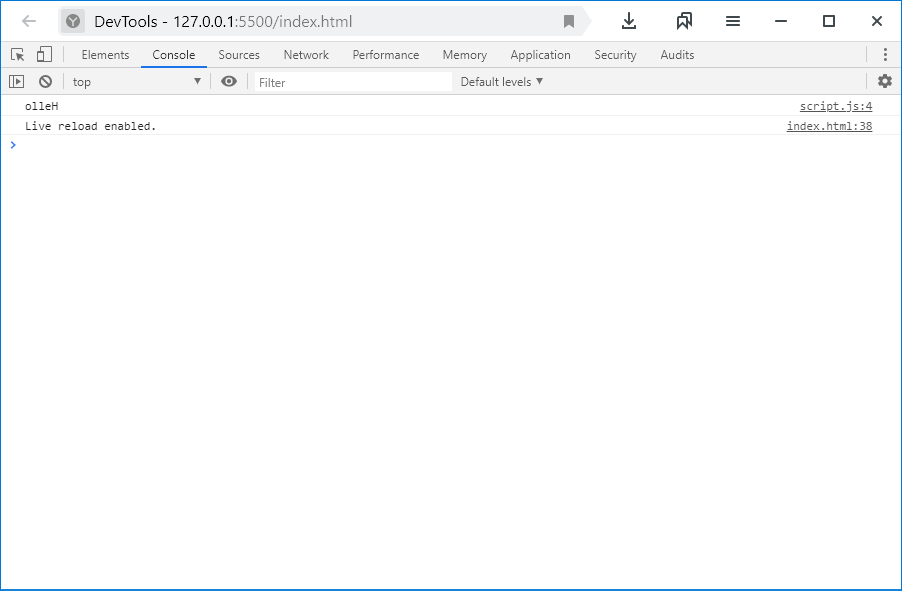 DevTools - 127.0.0.1:5500/index.html
Elements Console Sources Network Performance Memory Application Security Audits
top Filter Default levels
olleH script.js:4
Live reload enabled. index.html:38